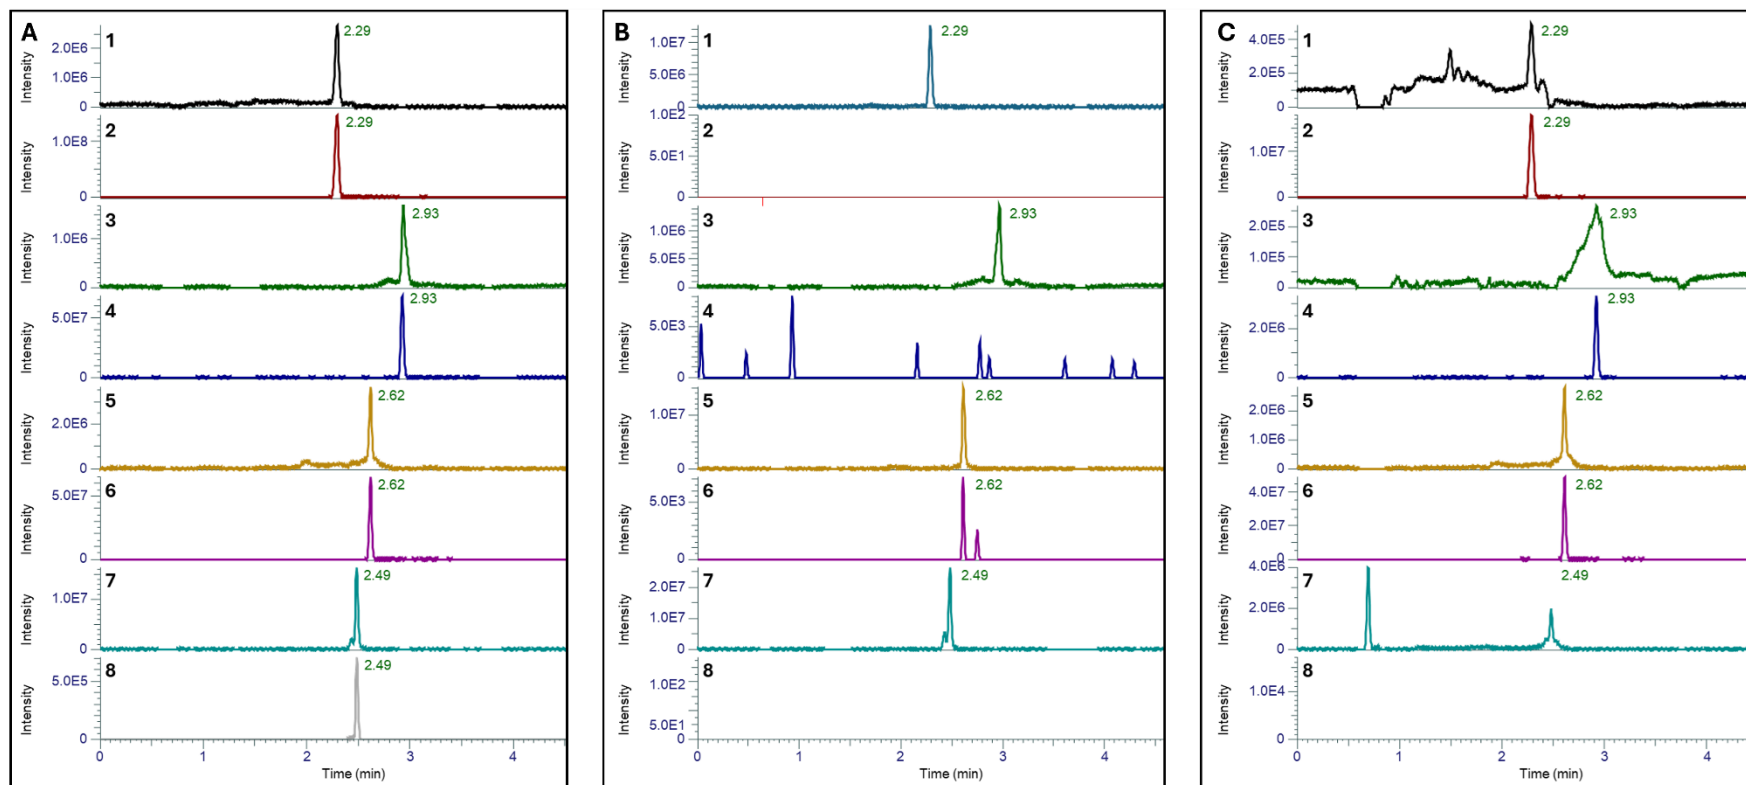 A
1
Intensity
2.0E6
1.0E6
0
2.29
2
Intensity
1.0E8
0
2.29
3
Intensity
1.0E6
0
2.93
4
Intensity
5.0E7
0
2.93
5
Intensity
2.0E6
0
2.62
6
Intensity
5.0E7
0
2.62
7
Intensity
1.0E7
0
2.49
8
Intensity
5.0E5
0
2.49
0 1 2 3 4
Time (min)
B
1
Intensity
1.0E7
5.0E6
0
2.29
2
Intensity
1.0E2
5.0E1
0
3
Intensity
1.0E6
5.0E5
0
2.93
4
Intensity
5.0E3
0
5
Intensity
1.0E7
0
2.62
6
Intensity
5.0E3
0
2.62
7
Intensity
2.0E7
1.0E7
0
2.49
8
Intensity
1.0E2
5.0E1
0
0 1 2 3 4
Time (min)
C
1
Intensity
4.0E5
2.0E5
0
2.29
2
Intensity
1.0E7
0
2.29
3
Intensity
2.0E5
1.0E5
0
2.93
4
Intensity
2.0E6
0
2.93
5
Intensity
2.0E6
1.0E6
0
2.62
6
Intensity
4.0E7
2.0E7
0
2.62
7
Intensity
4.0E6
2.0E6
0
2.49
8
Intensity
1.0E4
0
0 1 2 3 4
Time (min)